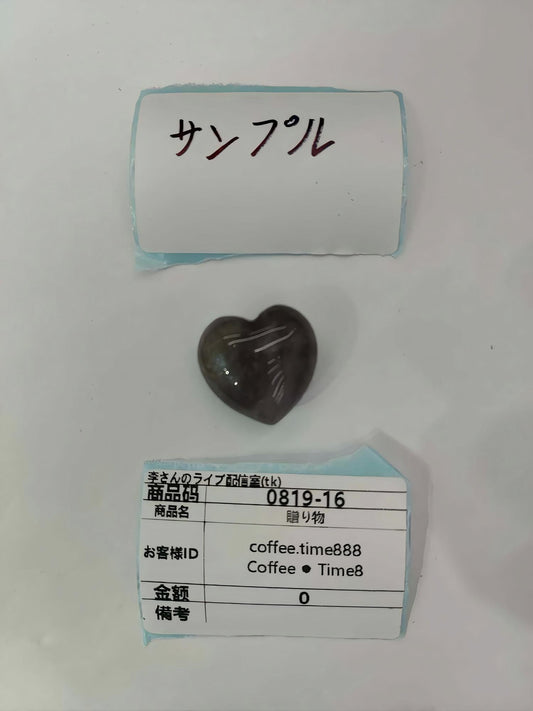 サンプル
李さんのライブ配信室(tk)
商品码 0819-16
商品名 贈り物
お客様ID coffee.time888
Coffee ● Time8
金额 0
備考